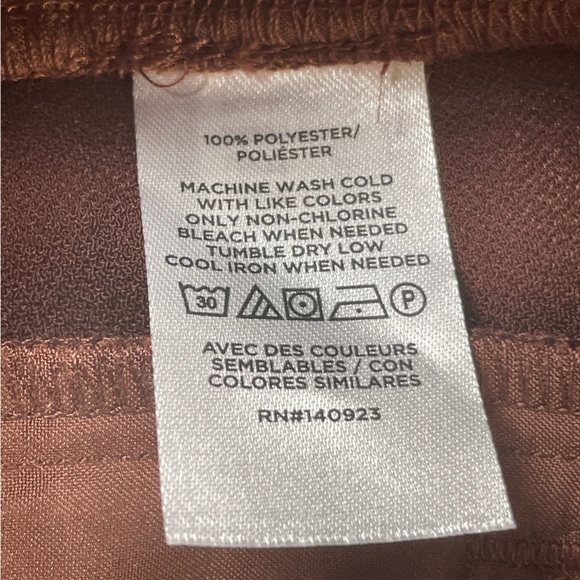 100% POLYESTER/
POLIÉSTER
MACHINE WASH COLD
WITH LIKE COLORS
ONLY NON-CHLORINE
BLEACH WHEN NEEDED
TUMBLE DRY LOW
COOL IRON WHEN NEEDED
30 P
AVEC DES COULEURS
SEMBLABLES / CON
COLORES SIMILARES
RN#140923